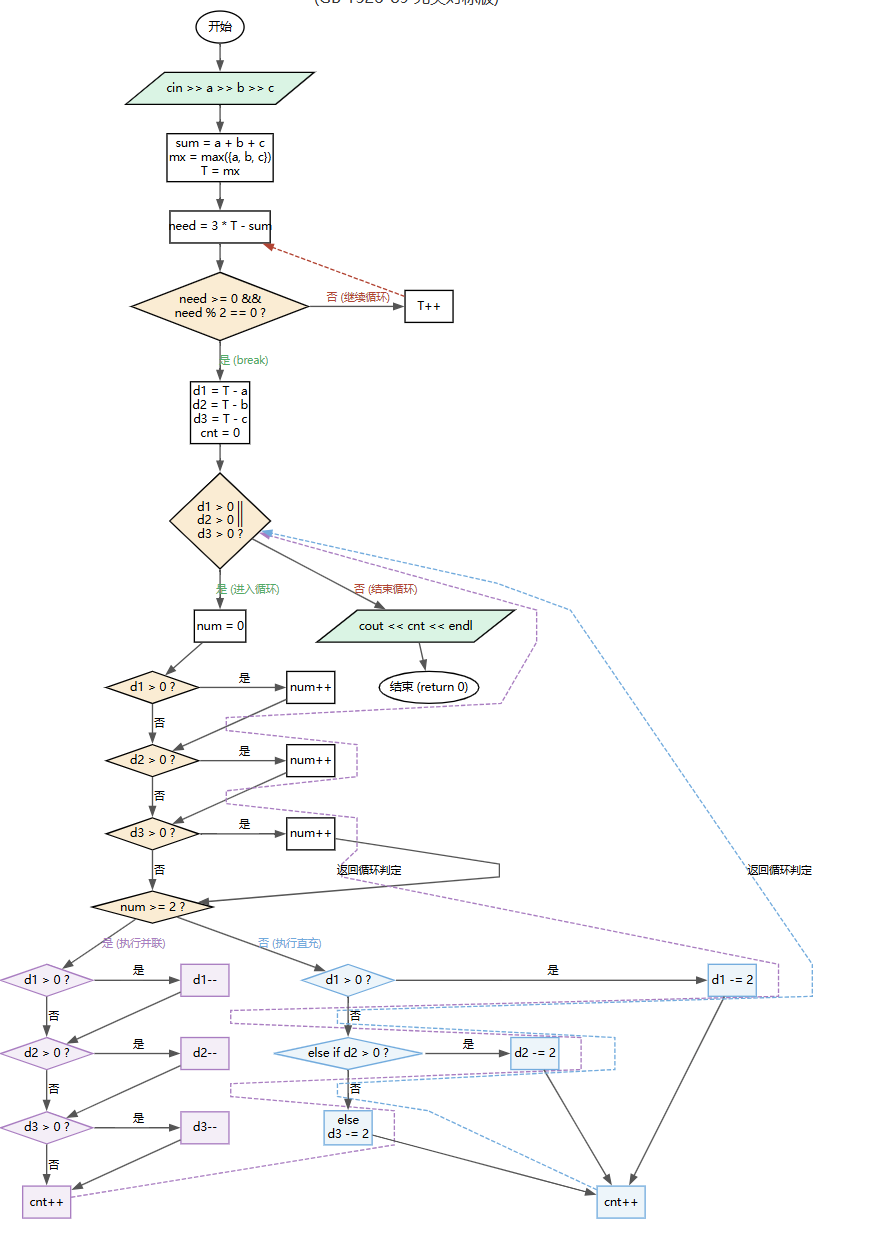 开始
cin >> a >> b >> c
sum = a + b + c
mx = max({a, b, c})
T = mx
need = 3 * T - sum
need >= 0 &&
need % 2 == 0 ?
否 (继续循环)
T++
是 (break)
d1 = T - a
d2 = T - b
d3 = T - c
cnt = 0
d1 > 0 ||
d2 > 0 ||
d3 > 0 ?
是 (进入循环)
否 (结束循环)
num = 0
cout << cnt << endl
d1 > 0 ?
是
num++
结束 (return 0)
否
d2 > 0 ?
是
num++
否
d3 > 0 ?
是
num++
否
返回循环判定
返回循环判定
num >= 2 ?
是 (执行并联)
否 (执行直充)
d1 > 0 ?
是
d1--
d1 > 0 ?
是
d1 -= 2
否
否
d2 > 0 ?
是
d2--
else if d2 > 0 ?
是
d2 -= 2
否
否
d3 > 0 ?
是
d3--
else
d3 -= 2
否
cnt++
cnt++